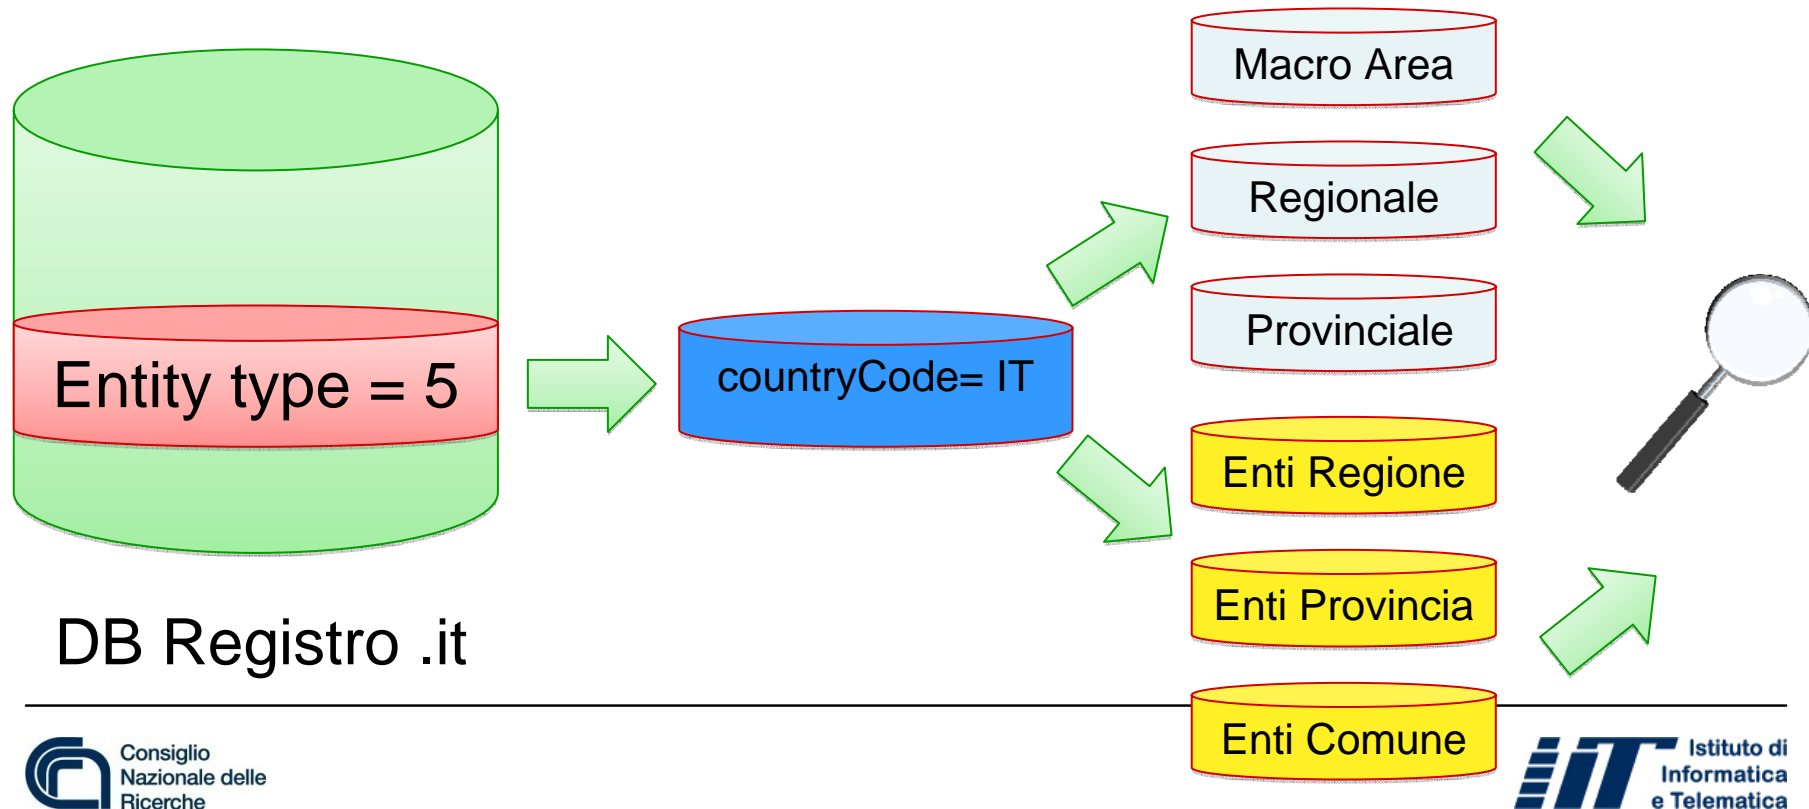 Macro Area
Regionale
Provinciale
Entity type = 5
countryCode= IT
Enti Regione
Enti Provincia
Enti Comune
DB Registro .it
Consiglio
Nazionale delle
Ricerche
IIT
Istituto di
Informatica
e Telematica